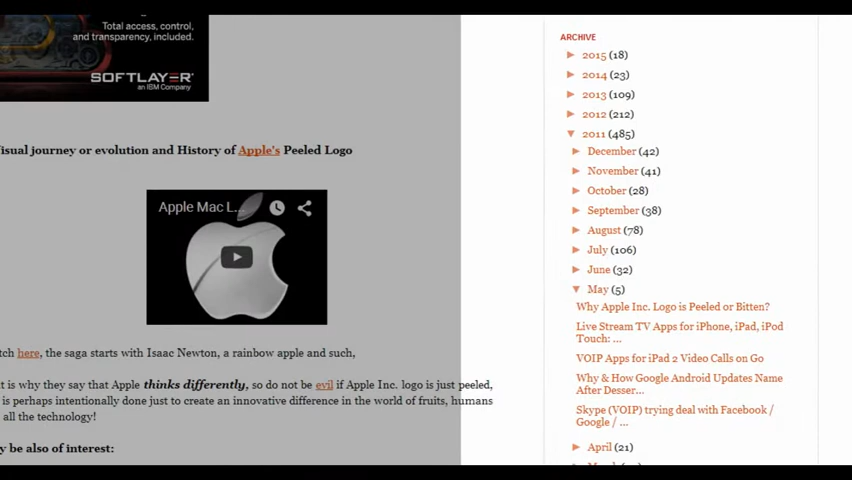 Total access, control,
and transparency, included.
SOFTLAYER
an IBM Company
isual journey or evolution and History of Apple's Peeled Logo
Apple Mac L...
tch here, the saga starts with Isaac Newton, a rainbow apple and such,
t is why they say that Apple thinks differently, so do not be evil if Apple Inc. logo is just peeled,
is perhaps intentionally done just to create an innovative difference in the world of fruits, humans
all the technology!
y be also of interest:
ARCHIVE
► 2015 (18)
► 2014 (23)
► 2013 (109)
► 2012 (212)
▼ 2011 (485)
► December (42)
► November (41)
► October (28)
► September (38)
► August (78)
► July (106)
► June (32)
▼ May (5)
Why Apple Inc. Logo is Peeled or Bitten?
Live Stream TV Apps for iPhone, iPad, iPod
Touch: ...
VOIP Apps for iPad 2 Video Calls on Go
Why & How Google Android Updates Name
After Desser...
Skype (VOIP) trying deal with Facebook /
Google / ...
► April (21)